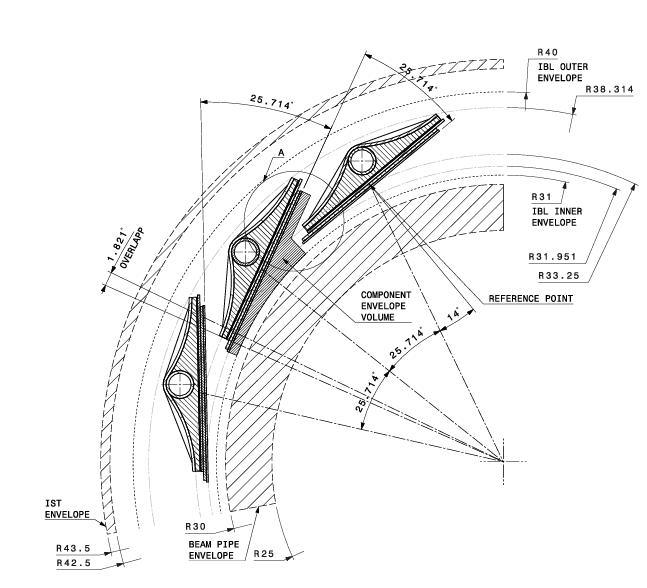 R40
IBL OUTER
ENVELOPE
R38.314
25.714°
25.714°
A
R31
IBL INNER
ENVELOPE
R31.951
R33.25
1.821°
OVERLAPP
COMPONENT
ENVELOPE
VOLUME
REFERENCE POINT
14°
25.714°
25.714°
IST
ENVELOPE
R43.5
R42.5
R30
BEAM PIPE
ENVELOPE
R25